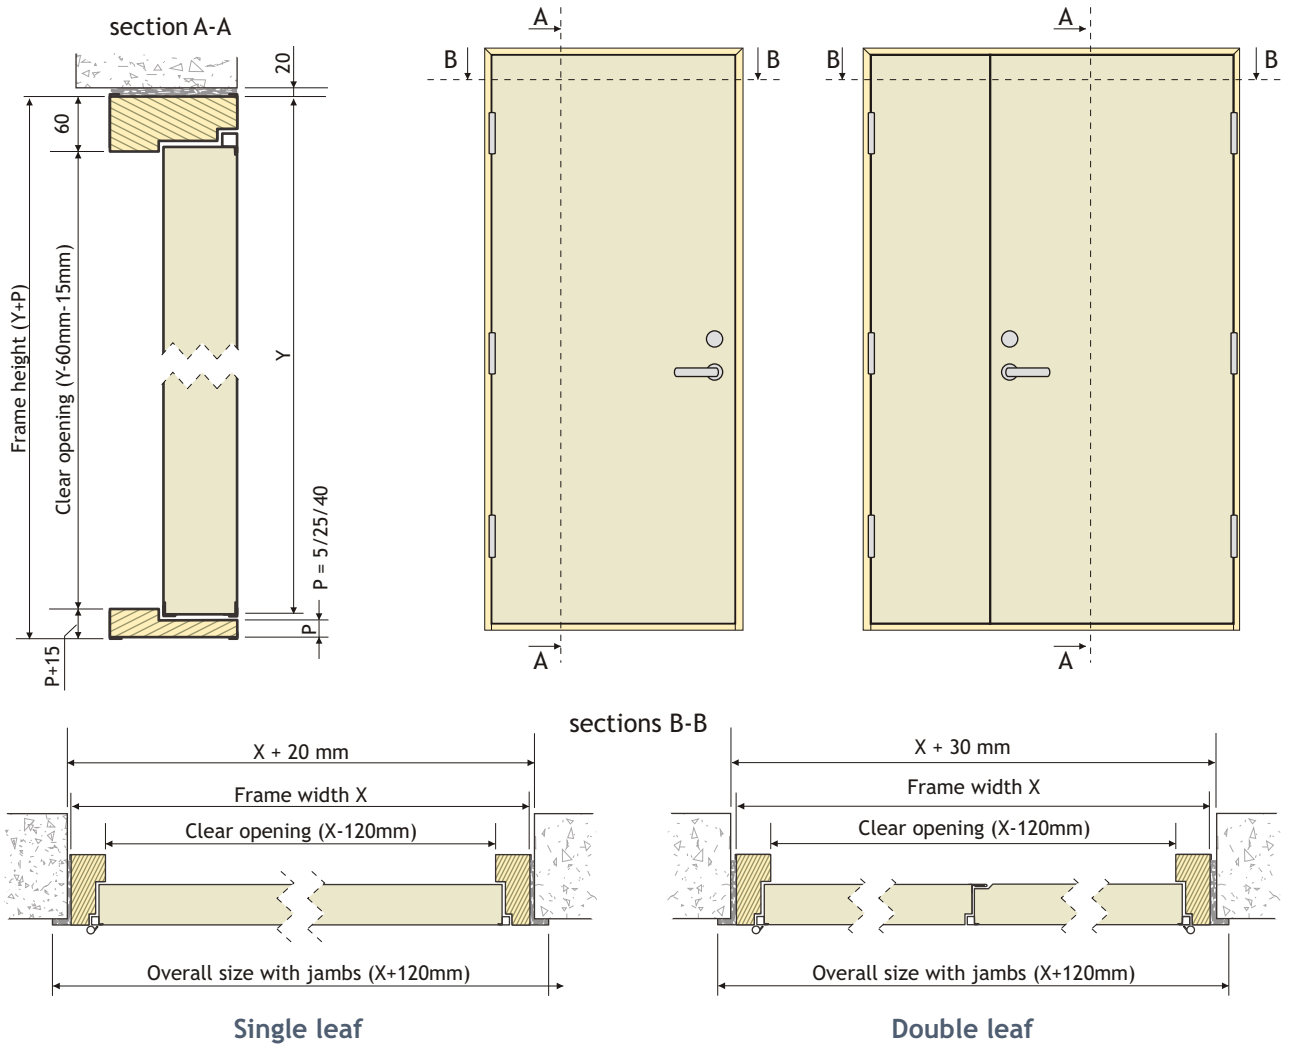 section A-A
20
60
Frame height (Y+P)
Clear opening (Y-60mm-15mm)
Y
P = 5/25/40
P
P+15
A
B
B
A
A
B
B
A
sections B-B
X + 20 mm
Frame width X
Clear opening (X-120mm)
Overall size with jambs (X+120mm)
Single leaf
X + 30 mm
Frame width X
Clear opening (X-120mm)
Overall size with jambs (X+120mm)
Double leaf